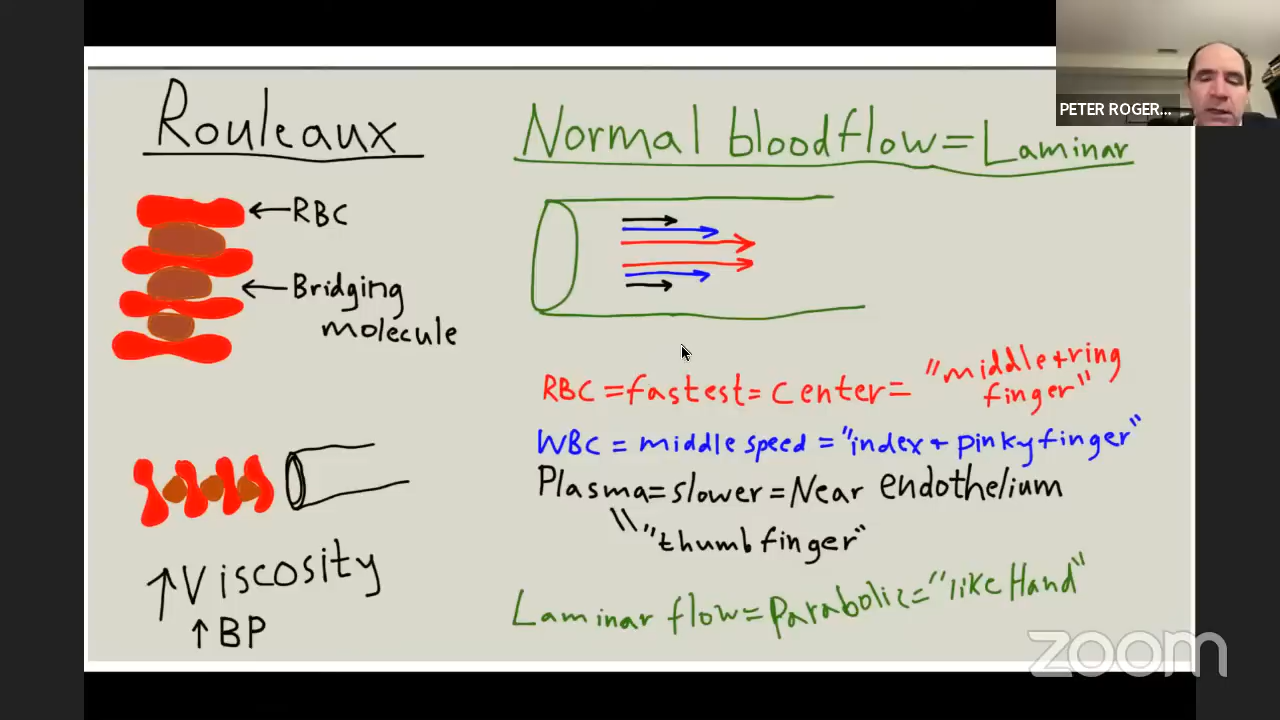 PETER ROGER...
Rouleaux
RBC
Bridging
molecule
↑Viscosity
↑BP
Normal bloodflow=Laminar
RBC=fastest=Center="middle+ring
finger"
WBC=middle speed="index+pinky finger"
Plasma=slower=Near endothelium
"thumb finger"
Laminar flow=Parabolic="like Hand"
zoom